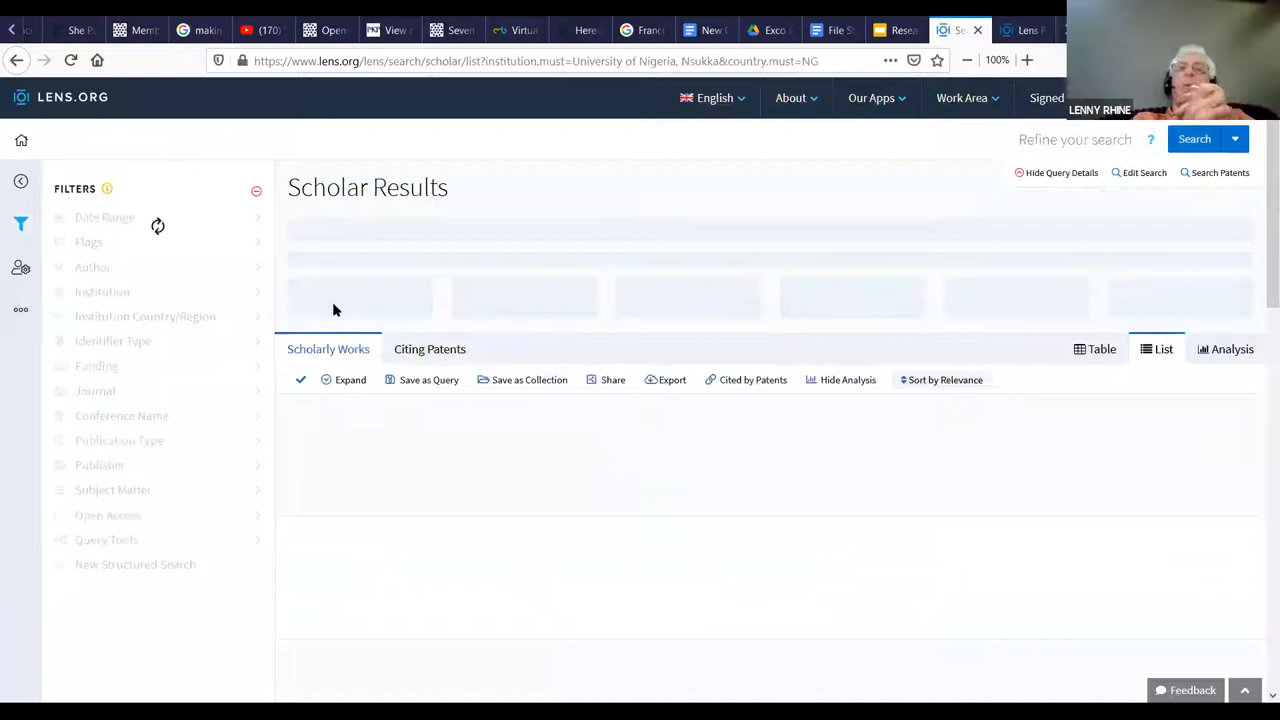 She P
Memb
makin
(170)
Open
View
Seven
Virtua
Here
Franci
New C
Exco I
File S
Resea
Se
Lens P
https://www.lens.org/lens/search/scholar/list?institution.must=University of Nigeria, Nsukka&country.must=NG
100%
LENNY RHINE
LENS.ORG
English
About
Our Apps
Work Area
Signed
Refine your search
?
Search
Hide Query Details
Edit Search
Search Patents
FILTERS
Scholar Results
Date Range
Flags
Author
Institution
Institution Country/Region
Identifier Type
Funding
Journal
Conference Name
Publication Type
Publisher
Subject Matter
Open Access
Query Tools
New Structured Search
Scholarly Works
Citing Patents
Table
List
Analysis
Expand
Save as Query
Save as Collection
Share
Export
Cited by Patents
Hide Analysis
Sort by Relevance
Feedback